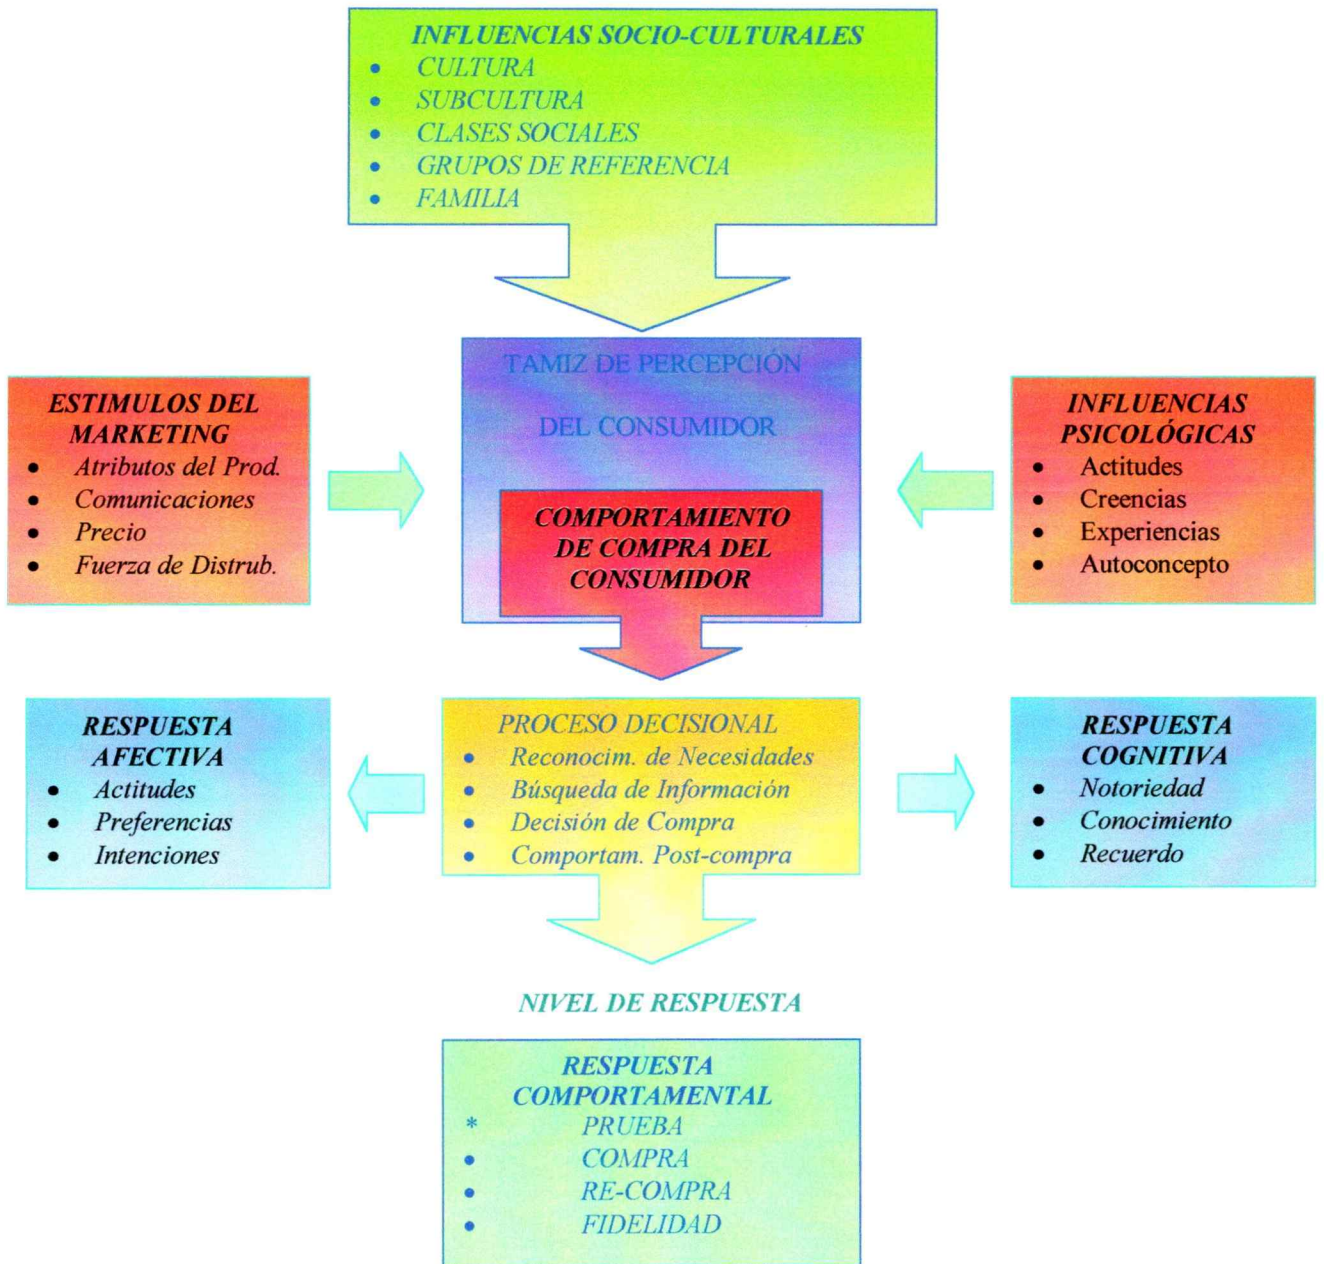 INFLUENCIAS SOCIO-CULTURALES
• CULTURA
• SUBCULTURA
• CLASES SOCIALES
• GRUPOS DE REFERENCIA
• FAMILIA
TAMIZ DE PERCEPCIÓN
DEL CONSUMIDOR
ESTIMULOS DEL
MARKETING
• Atributos del Prod.
• Comunicaciones
• Precio
• Fuerza de Distrub.
COMPORTAMIENTO
DE COMPRA DEL
CONSUMIDOR
INFLUENCIAS
PSICOLÓGICAS
• Actitudes
• Creencias
• Experiencias
• Autoconcepto
RESPUESTA
AFECTIVA
• Actitudes
• Preferencias
• Intenciones
PROCESO DECISIONAL
• Reconocim. de Necesidades
• Búsqueda de Información
• Decisión de Compra
• Comportam. Post-compra
RESPUESTA
COGNITIVA
• Notoriedad
• Conocimiento
• Recuerdo
NIVEL DE RESPUESTA
RESPUESTA
COMPORTAMENTAL
* PRUEBA
• COMPRA
• RE-COMPRA
• FIDELIDAD